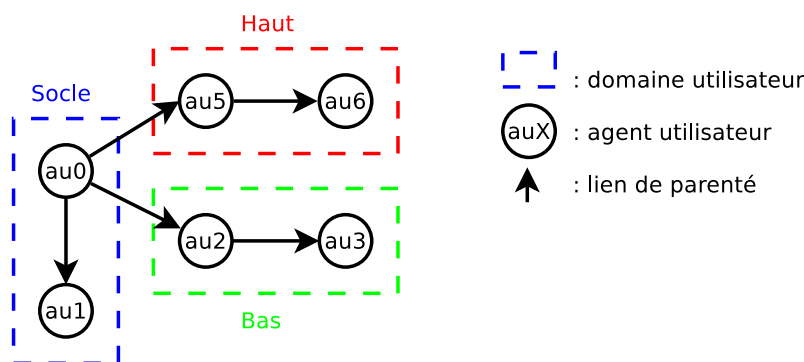 Haut
Socle
au5
au6
au0
au2
au3
au1
Bas
: domaine utilisateur
auX
: agent utilisateur
: lien de parenté